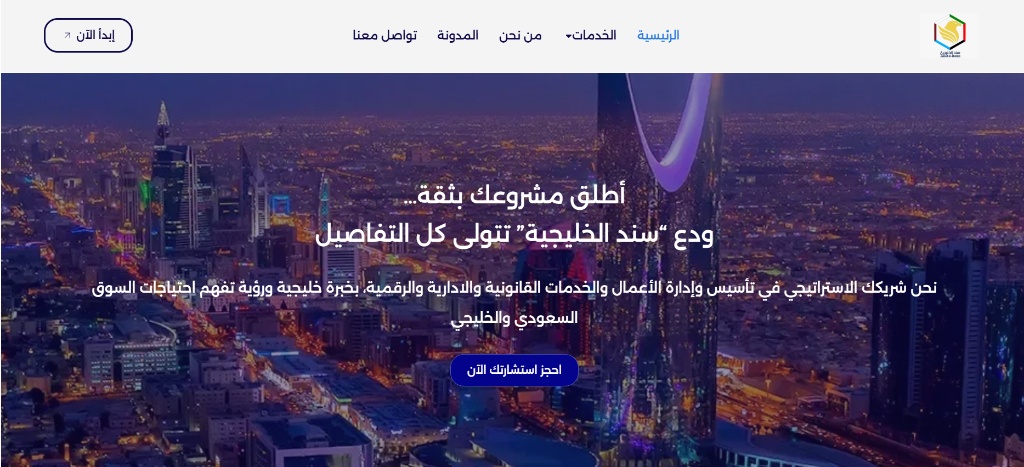 الرئيسية
الخدمات
من نحن
المدونة
تواصل معنا
إبدأ الآن
أطلق مشروعك بثقة...
ودع “سند الخليجية” تتولى كل التفاصيل
نحن شريكك الاستراتيجي في تأسيس وإدارة الأعمال والخدمات القانونية والادارية والرقمية، بخبرة خليجية ورؤية تفهم احتياجات السوق
السعودي والخليجي
احجز استشارتك الآن